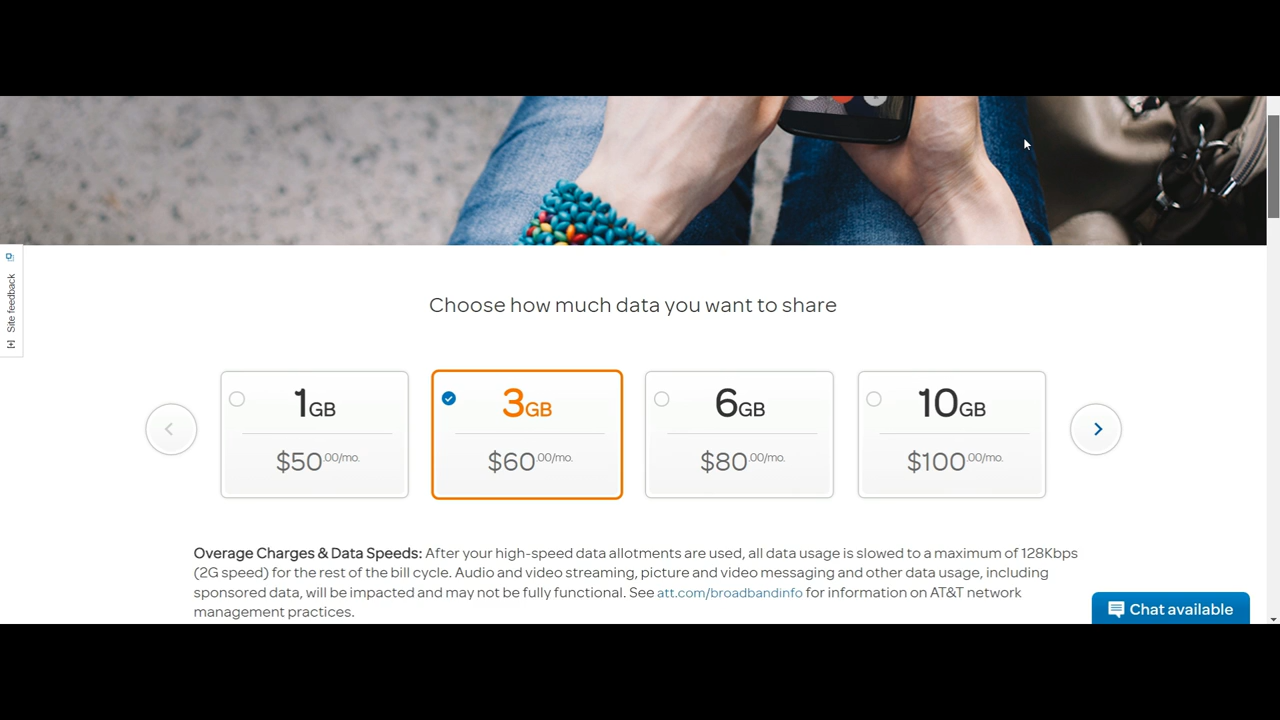 Site feedback
[+]
Choose how much data you want to share
1GB
$50.00/mo.
3GB
$60.00/mo.
6GB
$80.00/mo.
10GB
$100.00/mo.
Overage Charges & Data Speeds: After your high-speed data allotments are used, all data usage is slowed to a maximum of 128Kbps
(2G speed) for the rest of the bill cycle. Audio and video streaming, picture and video messaging and other data usage, including
sponsored data, will be impacted and may not be fully functional. See att.com/broadbandinfo for information on AT&T network
management practices.
Chat available